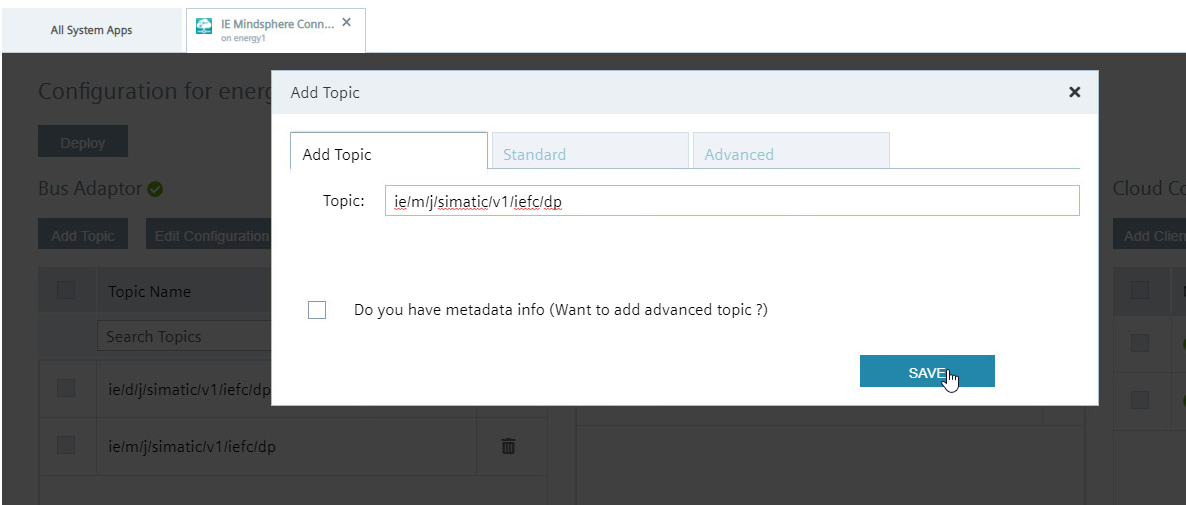 All System Apps
IE Mindsphere Conn...
on energy1
Configuration for energ
Add Topic
Deploy
Add Topic
Standard
Advanced
Bus Adaptor
Topic:
ie/m/j/simatic/v1/iefc/dp
Cloud Co
Add Topic
Edit Configuration
Add Clien
Topic Name
Do you have metadata info (Want to add advanced topic ?)
Search Topics
SAVE
ie/d/j/simatic/v1/iefc/dp
ie/m/j/simatic/v1/iefc/dp